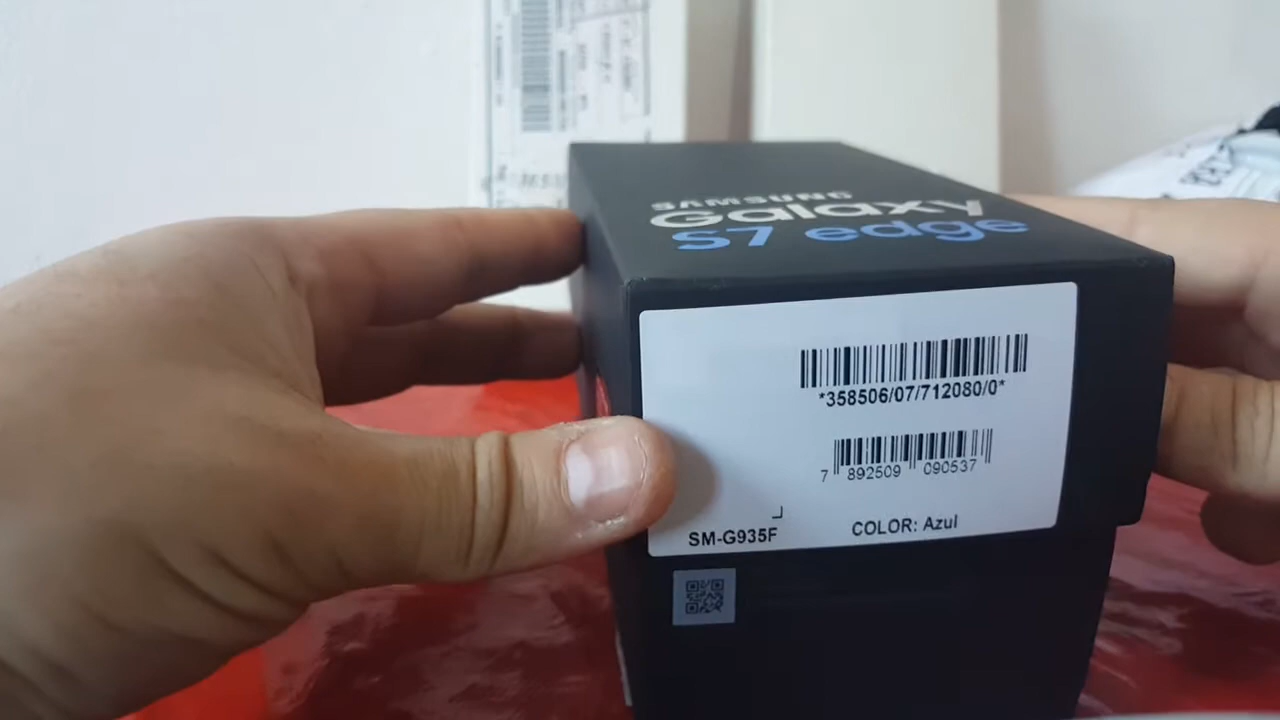 SAMSUNG
Galaxy
S7 edge
*358506/07/712080/0*
7 892509 090537
SM-G935F
COLOR: Azul